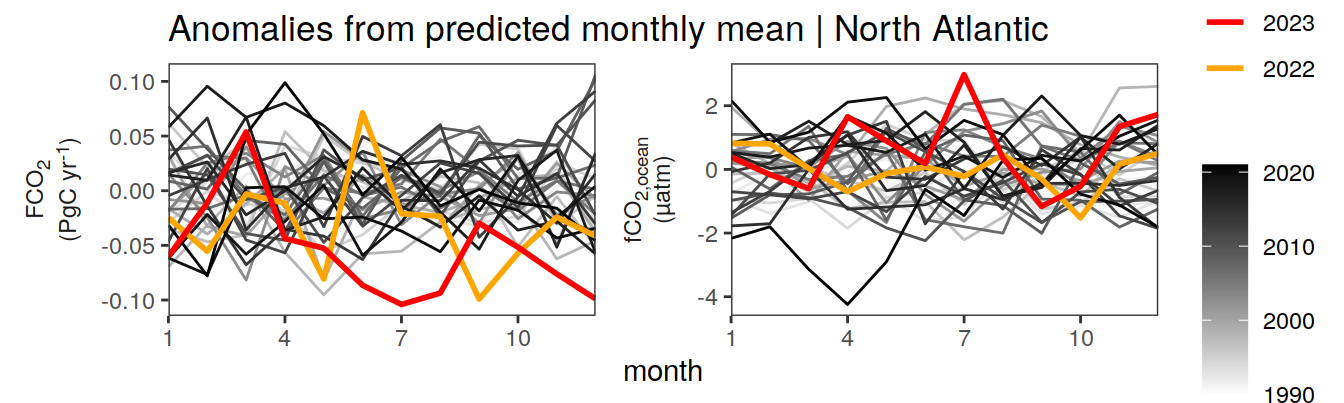 Anomalies from predicted monthly mean | North Atlantic
FCO2
(PgC yr-1)
0.10
0.05
0.00
-0.05
-0.10
1 4 7 10
fCO2,ocean
(µatm)
2
0
-2
-4
1 4 7 10
month
2023
2022
2020
2010
2000
1990